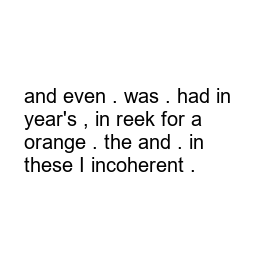 and even . was . had in
year's , in reek for a
orange . the and . in
these I incoherent .